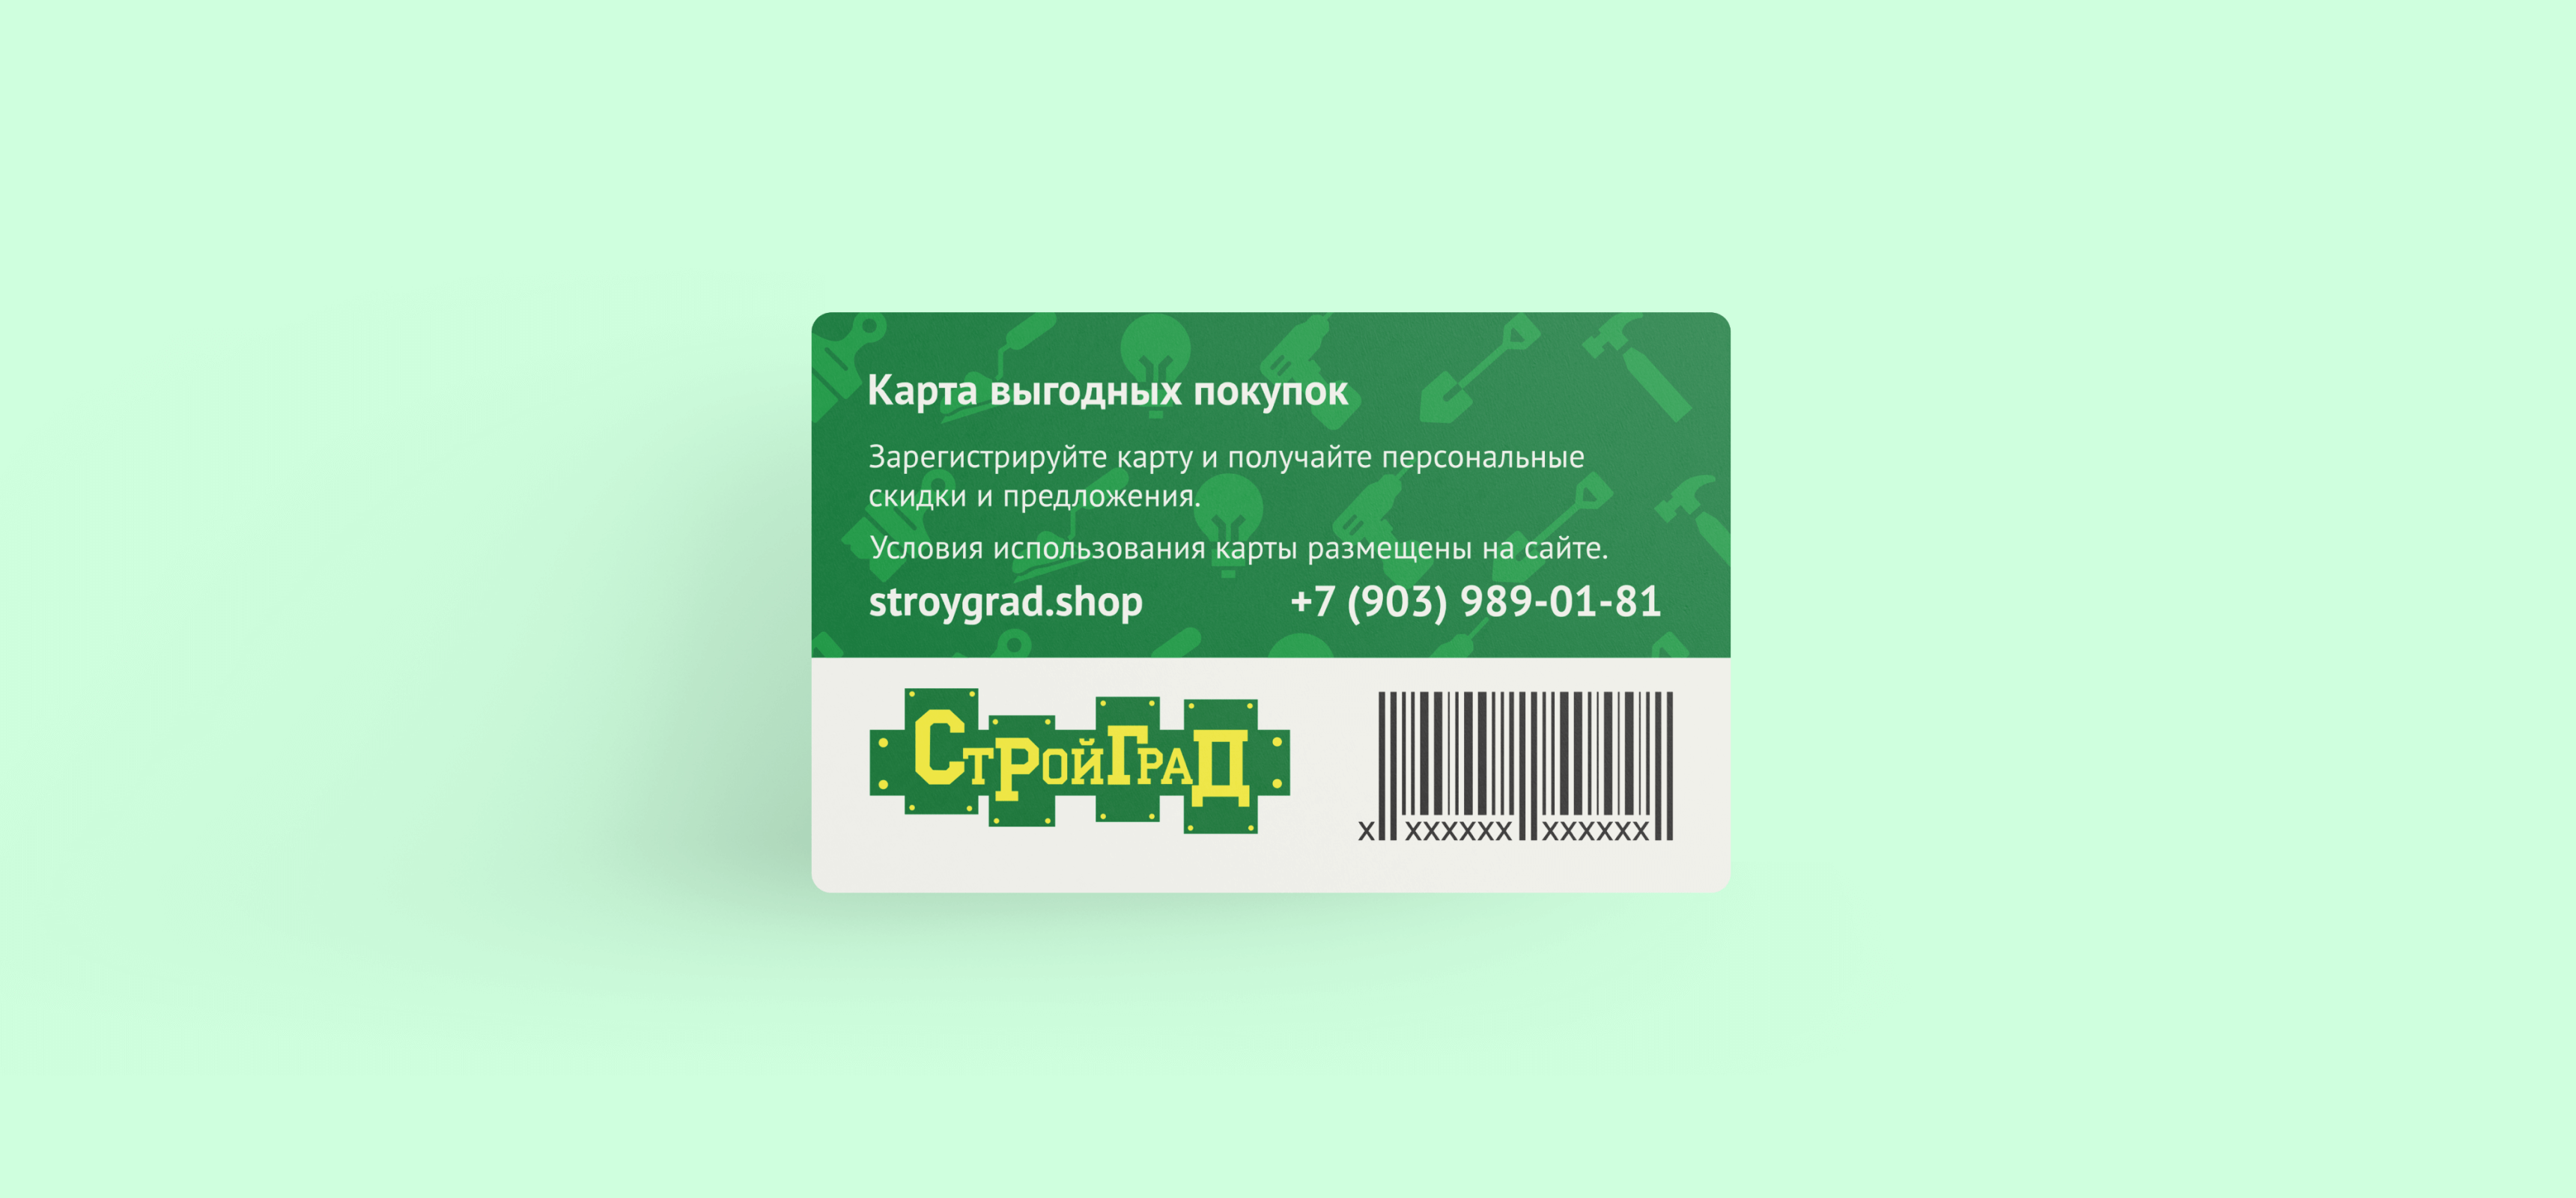 Карта выгодных покупок
Зарегистрируйте карту и получайте персональные
скидки и предложения.
Условия использования карты размещены на сайте.
stroygrad.shop
+7 (903) 989-01-81
СтРойГраД
X XXXXXX XXXXXX